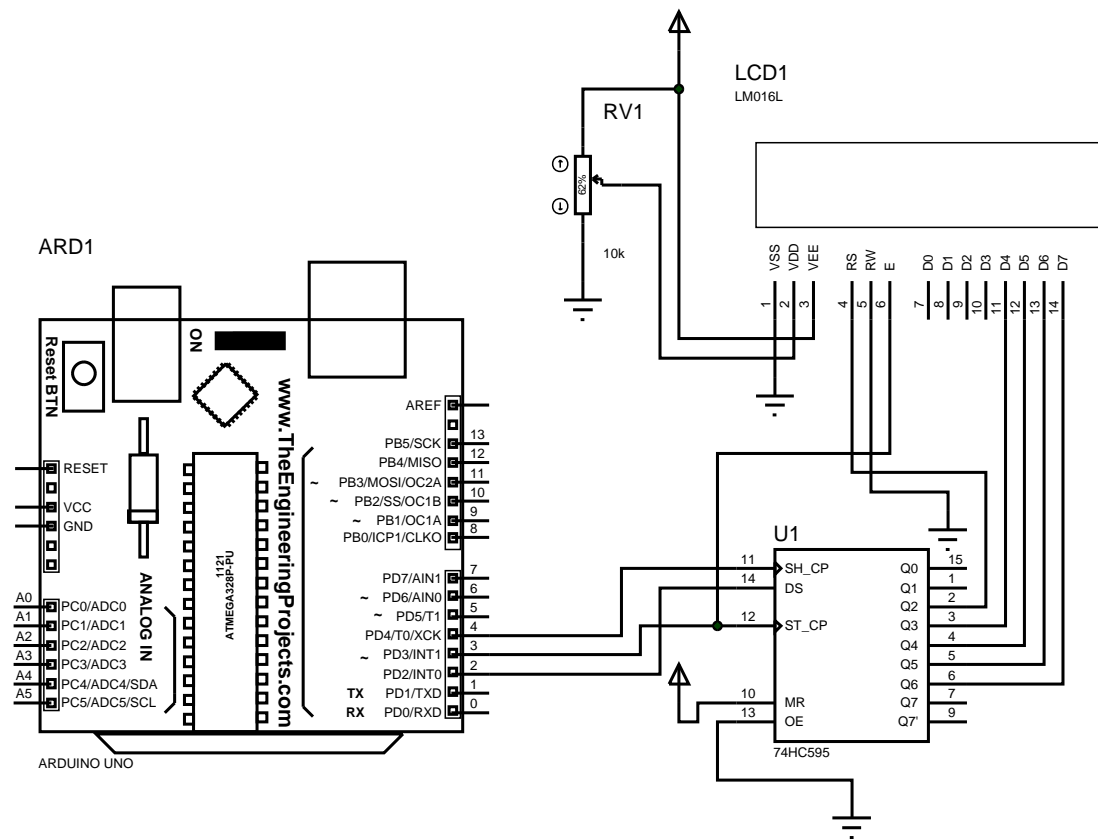 LCD1
LM016L
RV1
62%
10k
VSS
VDD
VEE
RS
RW
E
D0
D1
D2
D3
D4
D5
D6
D7
1
2
3
4
5
6
7
8
9
10
11
12
13
14
ARD1
Reset BTN
ON
www.TheEngineeringProjects.com
ANALOG IN
1121
ATMEGA328P-PU
RESET
VCC
GND
A0 PC0/ADC0
A1 PC1/ADC1
A2 PC2/ADC2
A3 PC3/ADC3
A4 PC4/ADC4/SDA
A5 PC5/ADC5/SCL
AREF
PB5/SCK 13
PB4/MISO 12
~ PB3/MOSI/OC2A 11
~ PB2/SS/OC1B 10
~ PB1/OC1A 9
PB0/ICP1/CLKO 8
PD7/AIN1 7
~ PD6/AIN0 6
~ PD5/T1 5
PD4/T0/XCK 4
~ PD3/INT1 3
PD2/INT0 2
TX PD1/TXD 1
RX PD0/RXD 0
ARDUINO UNO
U1
11 SH_CP
14 DS
12 ST_CP
10 MR
13 OE
Q0 15
Q1 1
Q2 2
Q3 3
Q4 4
Q5 5
Q6 6
Q7 7
Q7' 9
74HC595